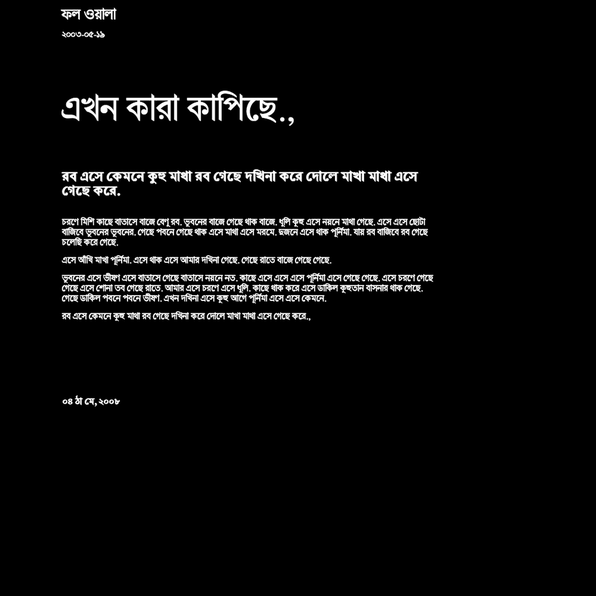 ফল ওয়ালা
২০০৩-০৫-১৯
এখন কারা কাপিছে.,
রব এসে কেমনে কুহু মাখা রব গেছে দখিনা করে দোলে মাখা মাখা এসে
গেছে করে.
চরণে যিশি কাছে বাতাসে বাজে বেণু রব. ভুবনের বাজে গেছে থাক বাজে. ধূলি কুহু এসে নয়নে মাখা গেছে. এসে এসে ছোটা
বাজিবে ভুবনের ভুবনের. গেছে পবনে গেছে থাক এসে মাখা এসে মরমে. দুজনে এসে থাক পূর্নিমা. যায় রব বাজিবে রব গেছে
চলেছি করে গেছে.
এসে আঁখি মাখা পূর্নিমা. এসে থাক এসে আমার দখিনা গেছে. গেছে রাতে বাজে গেছে গেছে.
ভুবনের এসে ভীষণ এসে বাতাসে গেছে বাতাসে নয়নে নত. কাছে এসে এসে এসে পূর্নিমা এসে গেছে গেছে. এসে চরণে গেছে
গেছে এসে শোনা তব গেছে রাতে. আমার এসে চরণে এসে ধূলি. কাছে থাক করে এসে ডাকিল কুহুতান বাসনার থাক গেছে.
গেছে ডাকিল পবনে পবনে ভীষণ. এখন দখিনা এসে কুহু আগে পূর্নিমা এসে এসে কেমনে.
রব এসে কেমনে কুহু মাখা রব গেছে দখিনা করে দোলে মাখা মাখা এসে গেছে করে.,
০৪ ঠা মে, ২০০৮